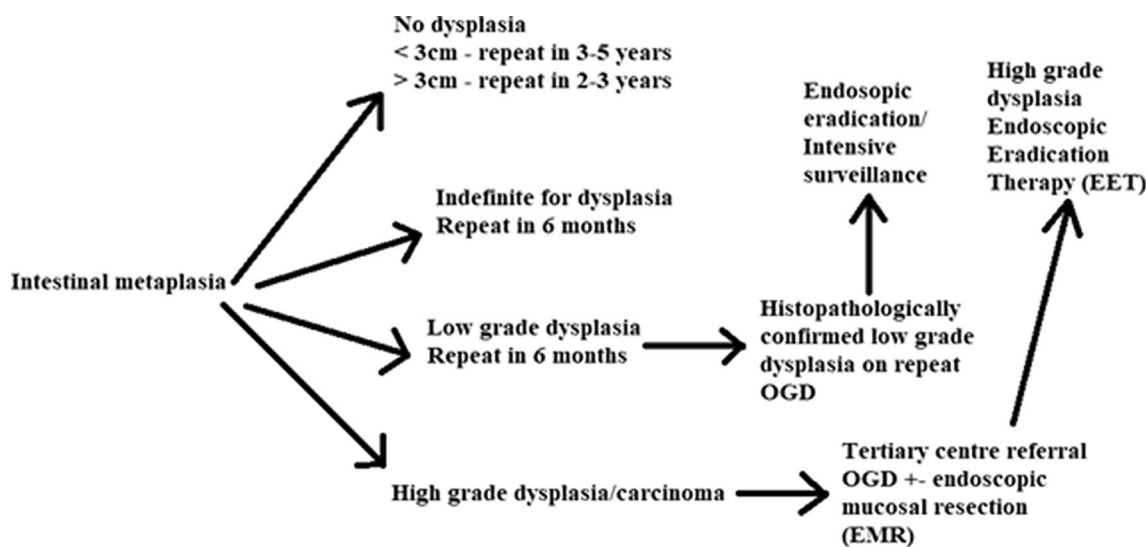 No dysplasia
< 3cm - repeat in 3-5 years
> 3cm - repeat in 2-3 years
Endosopic
eradication/
Intensive
surveillance
High grade
dysplasia
Endoscopic
Eradication
Therapy (EET)
Indefinite for dysplasia
Repeat in 6 months
Intestinal metaplasia
Low grade dysplasia
Repeat in 6 months
Histopathologically
confirmed low grade
dysplasia on repeat
OGD
High grade dysplasia/carcinoma
Tertiary centre referral
OGD +- endoscopic
mucosal resection
(EMR)